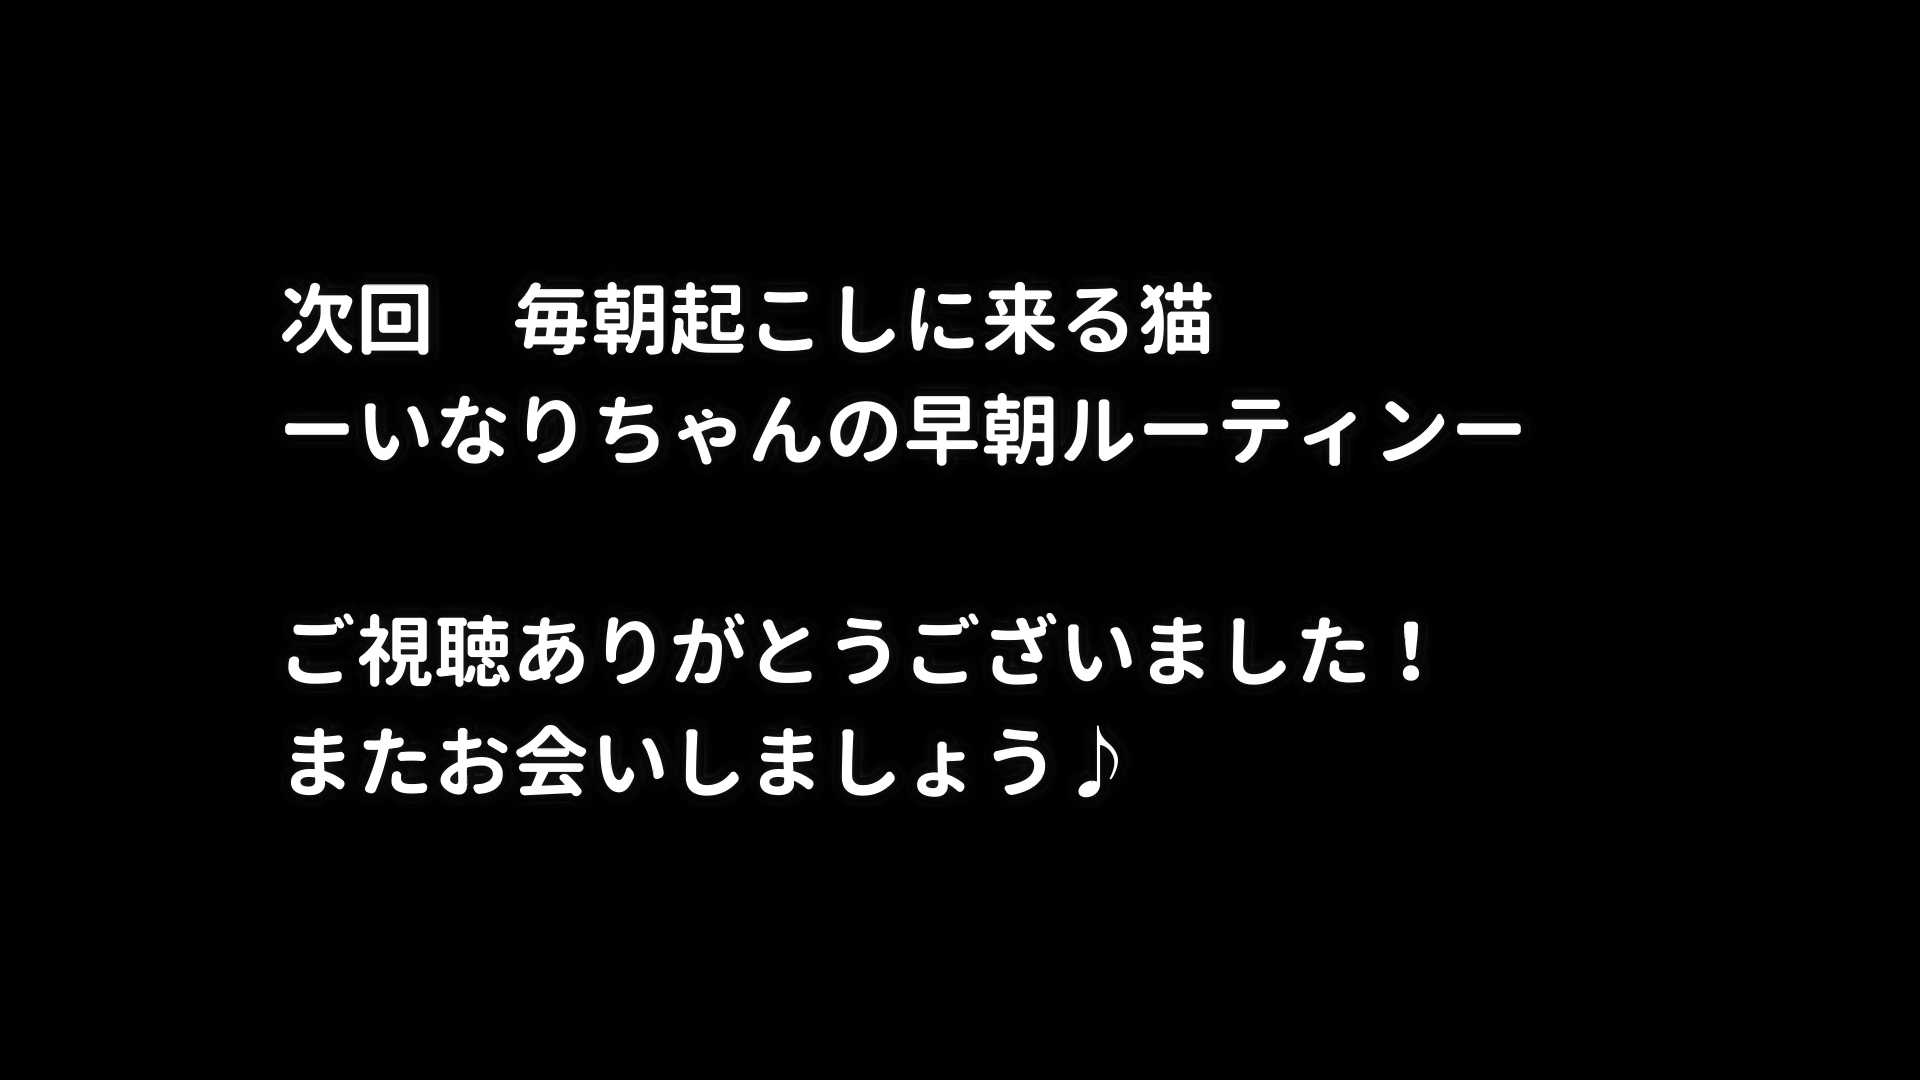 次回　毎朝起こしに来る猫
ーいなりちゃんの早朝ルーティンー
ご視聴ありがとうございました！
またお会いしましょう♪